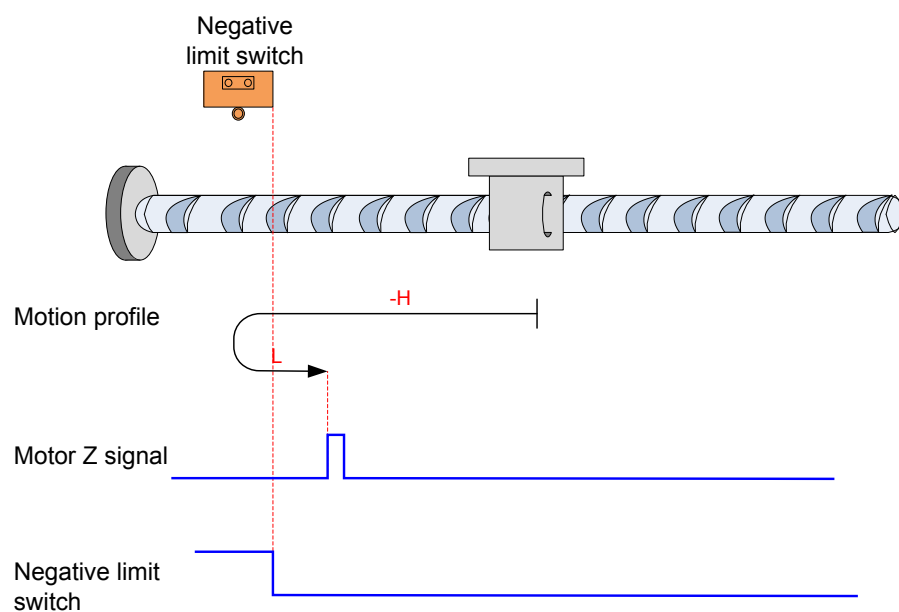 Negative
limit switch
-H
Motion profile
L
Motor Z signal
Negative limit
switch